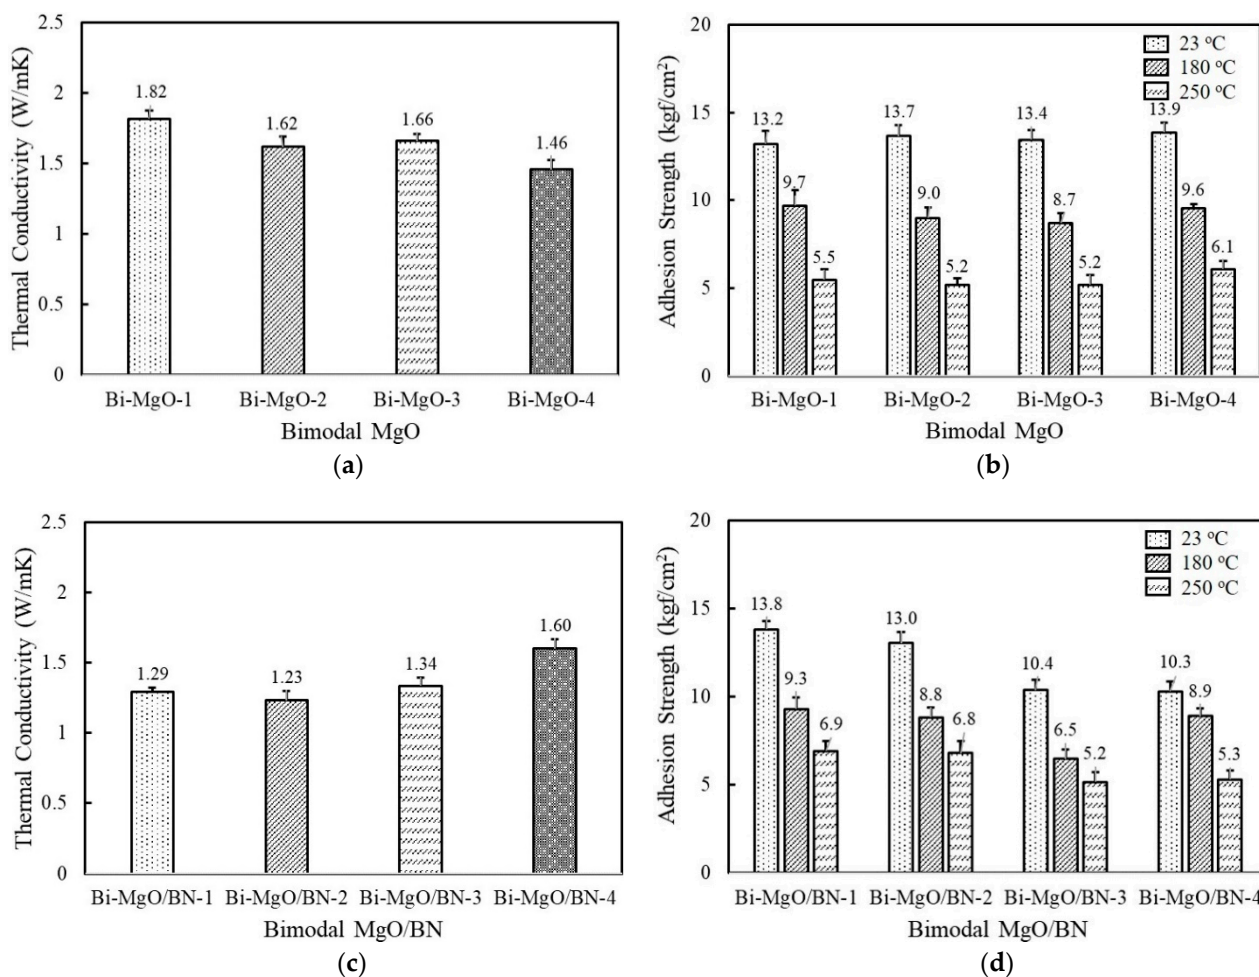 Thermal Conductivity (W/mK)
2.5
2
1.5
1
0.5
0
1.82
1.62
1.66
1.46
Bi-MgO-1 Bi-MgO-2 Bi-MgO-3 Bi-MgO-4
Bimodal MgO
(a)
Adhesion Strength (kgf/cm²)
20
15
10
5
0
23 °C
180 °C
250 °C
13.2 9.7 5.5
13.7 9.0 5.2
13.4 8.7 5.2
13.9 9.6 6.1
Bi-MgO-1 Bi-MgO-2 Bi-MgO-3 Bi-MgO-4
Bimodal MgO
(b)
Thermal Conductivity (W/mK)
2.5
2
1.5
1
0.5
0
1.29
1.23
1.34
1.60
Bi-MgO/BN-1 Bi-MgO/BN-2 Bi-MgO/BN-3 Bi-MgO/BN-4
Bimodal MgO/BN
(c)
Adhesion Strength (kgf/cm²)
20
15
10
5
0
23 °C
180 °C
250 °C
13.8 9.3 6.9
13.0 8.8 6.8
10.4 6.5 5.2
10.3 8.9 5.3
Bi-MgO/BN-1 Bi-MgO/BN-2 Bi-MgO/BN-3 Bi-MgO/BN-4
Bimodal MgO/BN
(d)